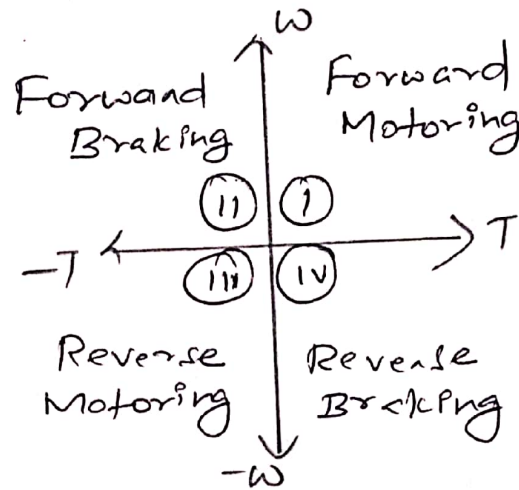 ω
Forward
Braking
Forward
Motoring
II
I
-T
T
III
IV
Reverse
Motoring
Reverse
Braking
-ω